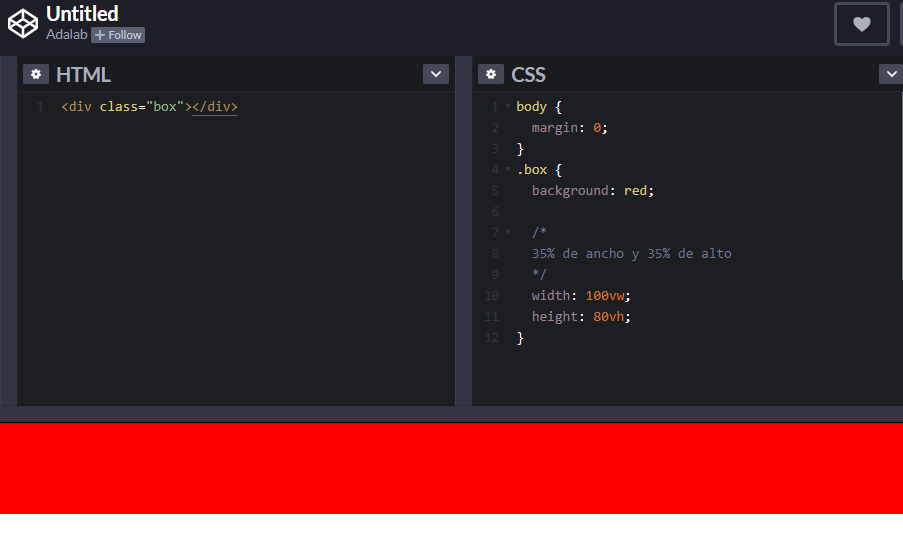 Untitled
Adalab + Follow
HTML
1 <div class="box"></div>
CSS
1 body {
2 margin: 0;
3 }
4 .box {
5 background: red;
6
7 /*
8 35% de ancho y 35% de alto
9 */
10 width: 100vw;
11 height: 80vh;
12 }